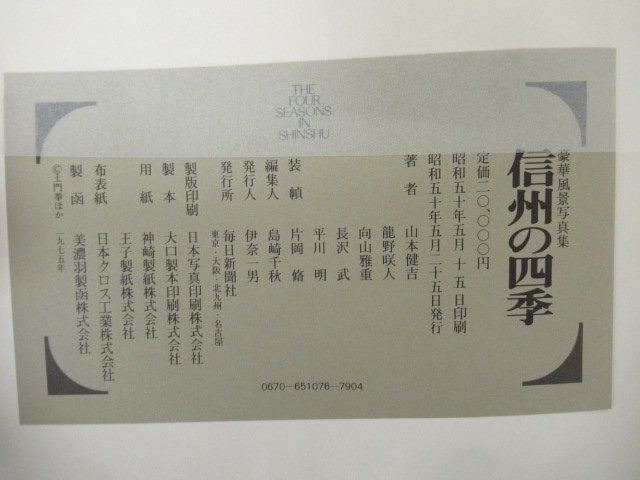 豪華風景写真集
信州の四季
定価二〇、〇〇〇円
昭和五十年五月 十五 日印刷
昭和五十年五月二十五日発行
著者 山本健吉
龍野咲人
向山雅重
長沢 武
平川 明
装幀 片岡 脩
編集人 島崎千秋
発行人 伊奈一男
発行所 毎日新聞社
東京・大阪・北九州・名古屋
製版印刷 日本写真印刷株式会社
製本 大口製本印刷株式会社
用紙 神崎製紙株式会社
王子製紙株式会社
布表紙 日本クロス工業株式会社
製函 美濃羽製函株式会社
©土門拳ほか 一九七五年
THE
FOUR
SEASONS
IN
SHINSHU
0670-651076-7904